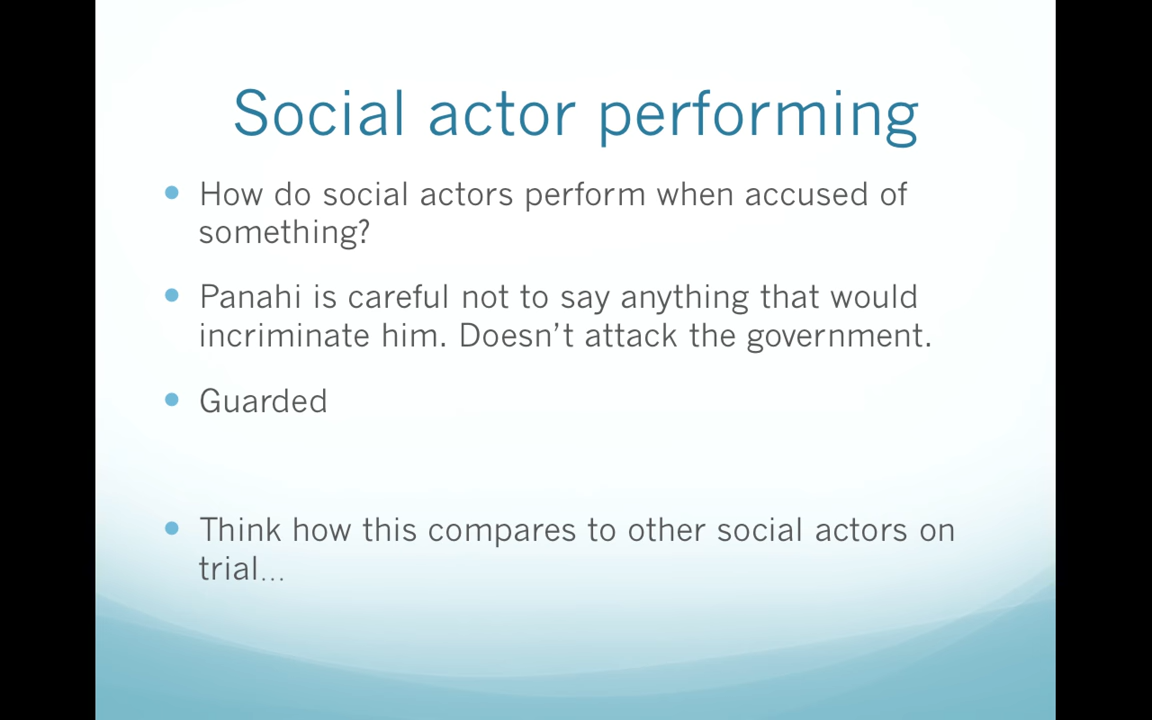 Social actor performing
• How do social actors perform when accused of
something?
• Panahi is careful not to say anything that would
incriminate him. Doesn’t attack the government.
• Guarded
• Think how this compares to other social actors on
trial…